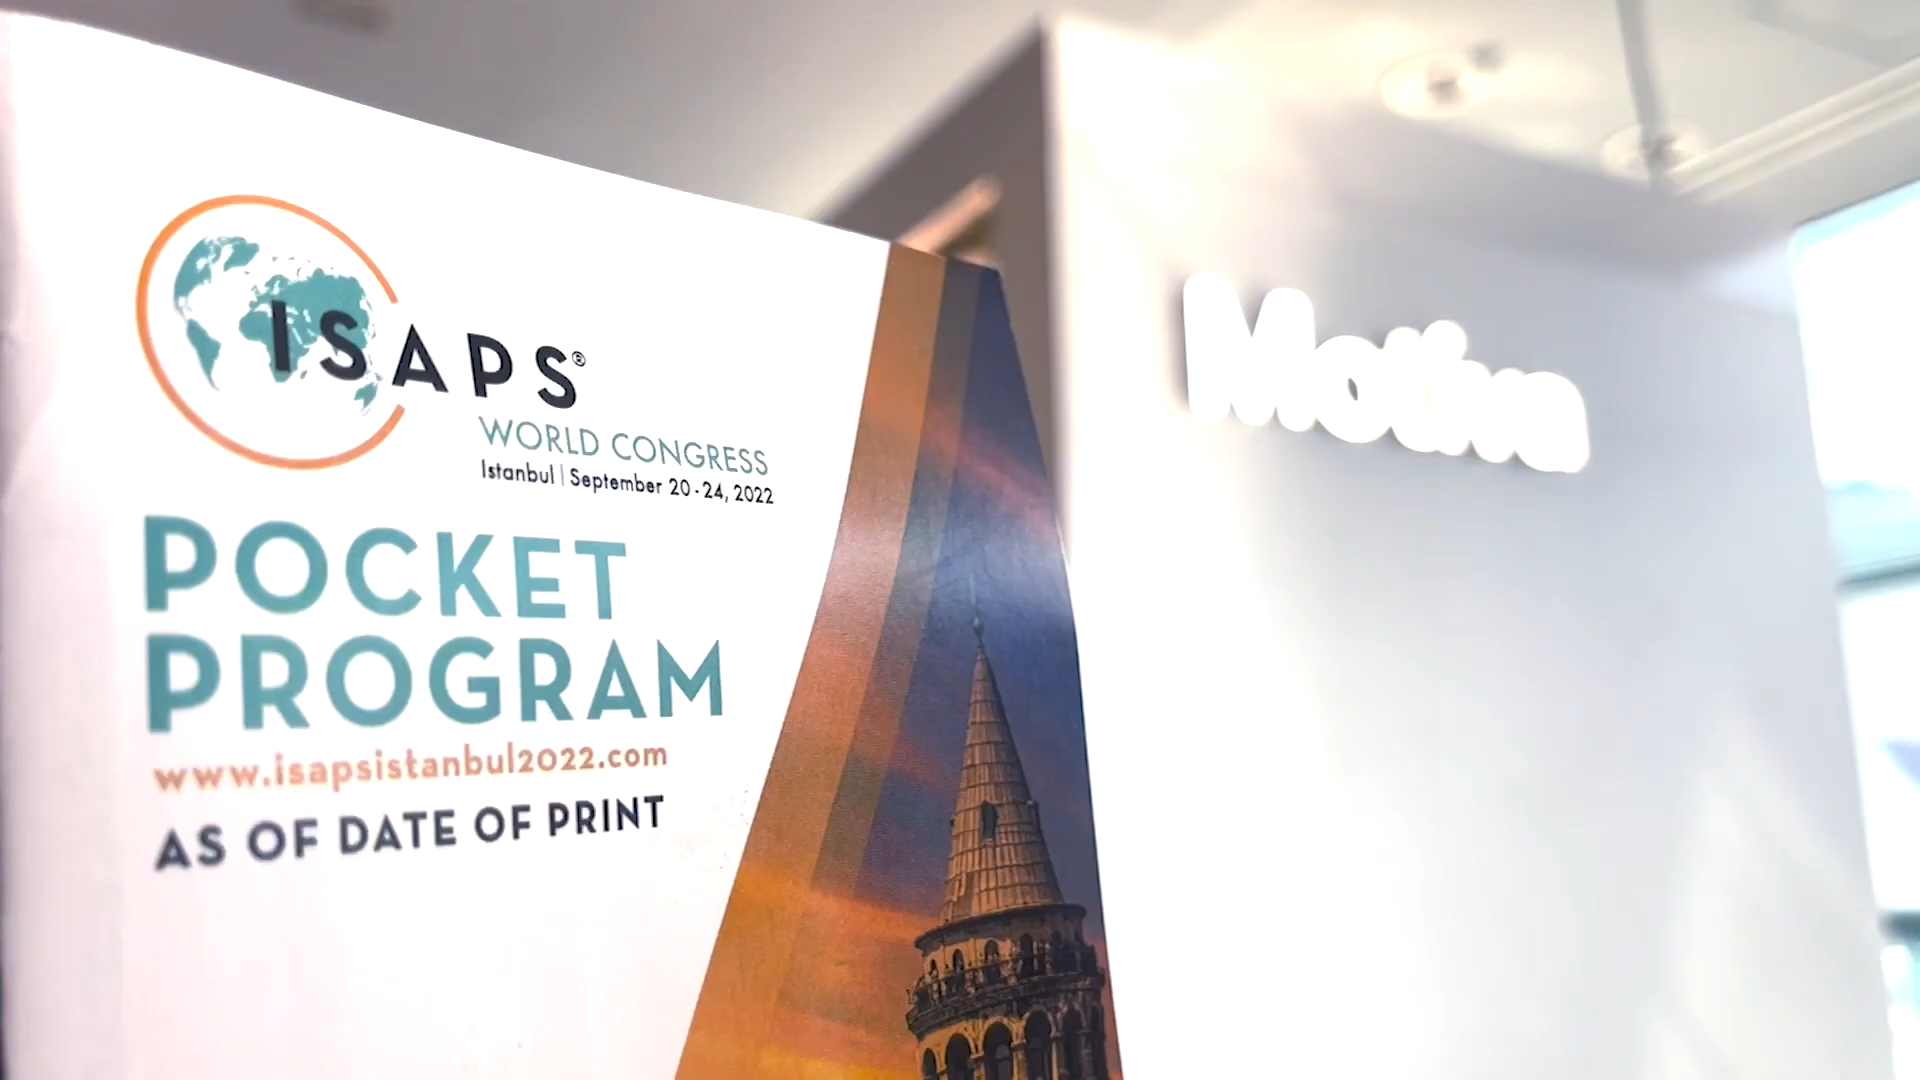 ISAPS®
WORLD CONGRESS
Istanbul | September 20-24, 2022
POCKET
PROGRAM
www.isapsistanbul2022.com
AS OF DATE OF PRINT
Motiva